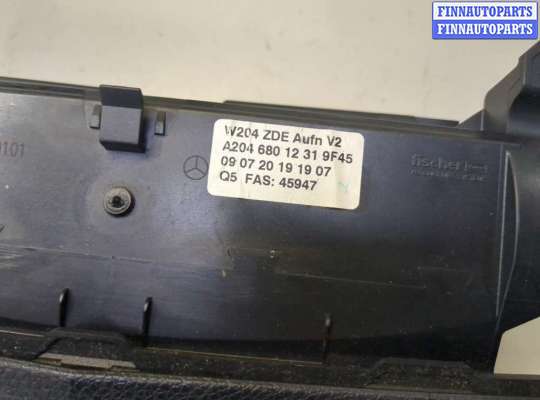 FINNAUTOPARTS
FINNAUTOPARTS
W204 ZDE Aufn V2
A204 680 12 31 9F45
09 07 20 19 19 07
Q5 FAS: 45947
fischer